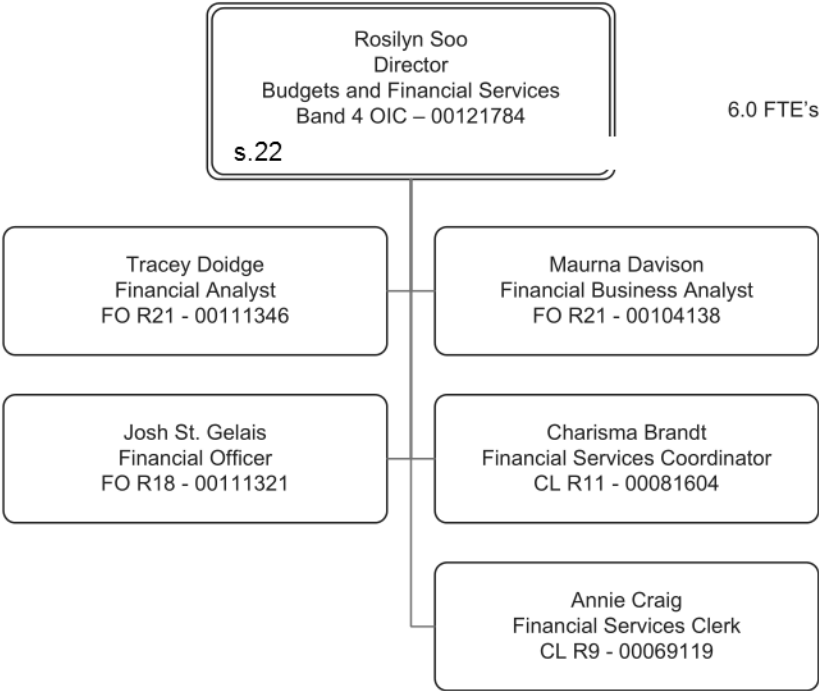 Rosilyn Soo
Director
Budgets and Financial Services
Band 4 OIC – 00121784
s.22
6.0 FTE's
Tracey Doidge
Financial Analyst
FO R21 - 00111346
Maurna Davison
Financial Business Analyst
FO R21 - 00104138
Josh St. Gelais
Financial Officer
FO R18 - 00111321
Charisma Brandt
Financial Services Coordinator
CL R11 - 00081604
Annie Craig
Financial Services Clerk
CL R9 - 00069119